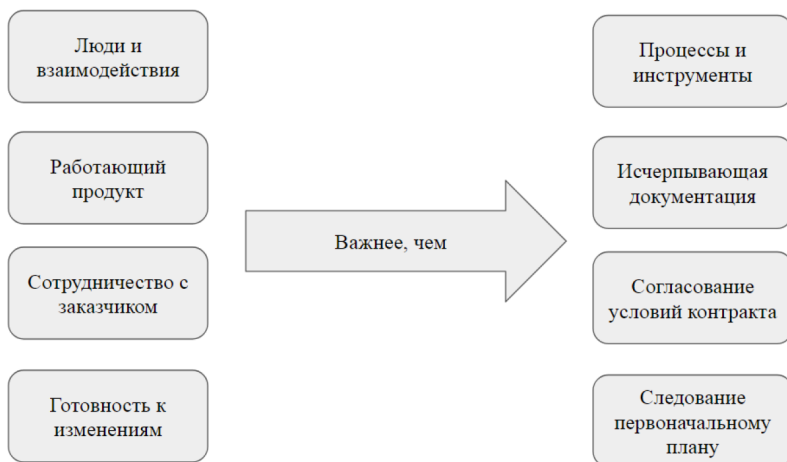 Люди и
взаимодействия
Работающий
продукт
Сотрудничество с
заказчиком
Готовность к
изменениям
Важнее, чем
Процессы и
инструменты
Исчерпывающая
документация
Согласование
условий контракта
Следование
первоначальному
плану